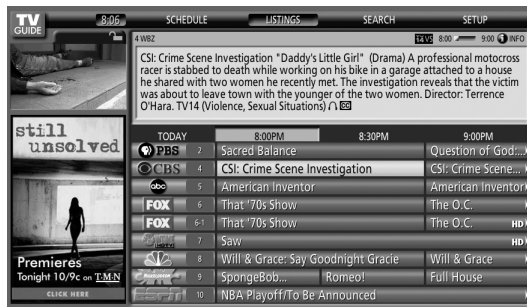 TV
GUIDE
8:06
SCHEDULE
LISTINGS
SEARCH
SETUP
4 WBZ
8:00
9:00
INFO
CSI: Crime Scene Investigation "Daddy's Little Girl" (Drama) A professional motocross
racer is stabbed to death while working on his bike in a garage attached to a house
he shared with two women he recently met. The investigation reveals that the victim
was about to leave town with the younger of the two women. Director: Terrence
O'Hara. TV14 (Violence, Sexual Situations)
still
unsolved
Premieres
Tonight 10/9c on T·M·N
CLICK HERE
TODAY 8:00PM 8:30PM 9:00PM
PBS 2 Sacred Balance Question of God:...
CBS 4 CSI: Crime Scene Investigation CSI: Crime Scene...
abc 5 American Inventor American Inventor
FOX 6 That '70s Show The O.C.
FOX 6-1 That '70s Show The O.C. HD
7 Saw HD
8 Will & Grace: Say Goodnight Gracie Will & Grace
9 SpongeBob... Romeo! Full House
10 NBA Playoff/To Be Announced